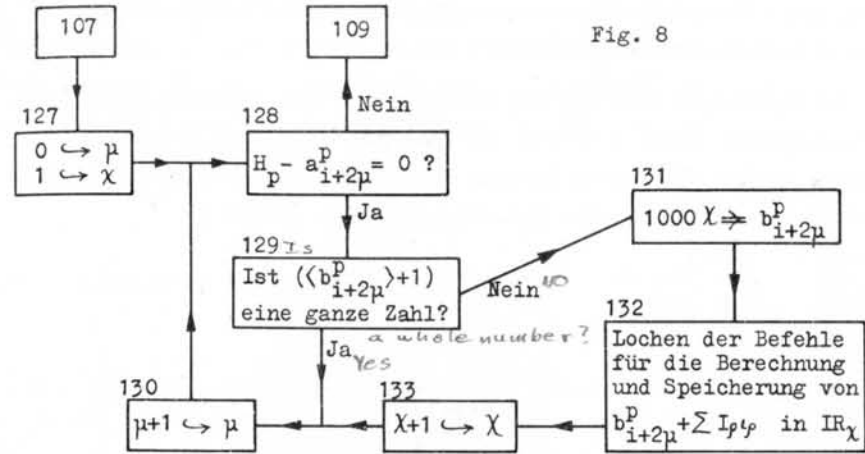 107
109
Fig. 8
Nein
127
0 ↪ μ
1 ↪ χ
128
H_p - a^p_{i+2μ} = 0 ?
Ja
129 Is
Ist (⟨b^p_{i+2μ}⟩+1)
eine ganze Zahl?
a whole number?
Nein no
Ja
Yes
131
1000 χ ⇛ b^p_{i+2μ}
132
Lochen der Befehle
für die Berechnung
und Speicherung von
b^p_{i+2μ} + ∑ I_ρ ι_ρ in IR_χ
133
χ+1 ↪ χ
130
μ+1 ↪ μ